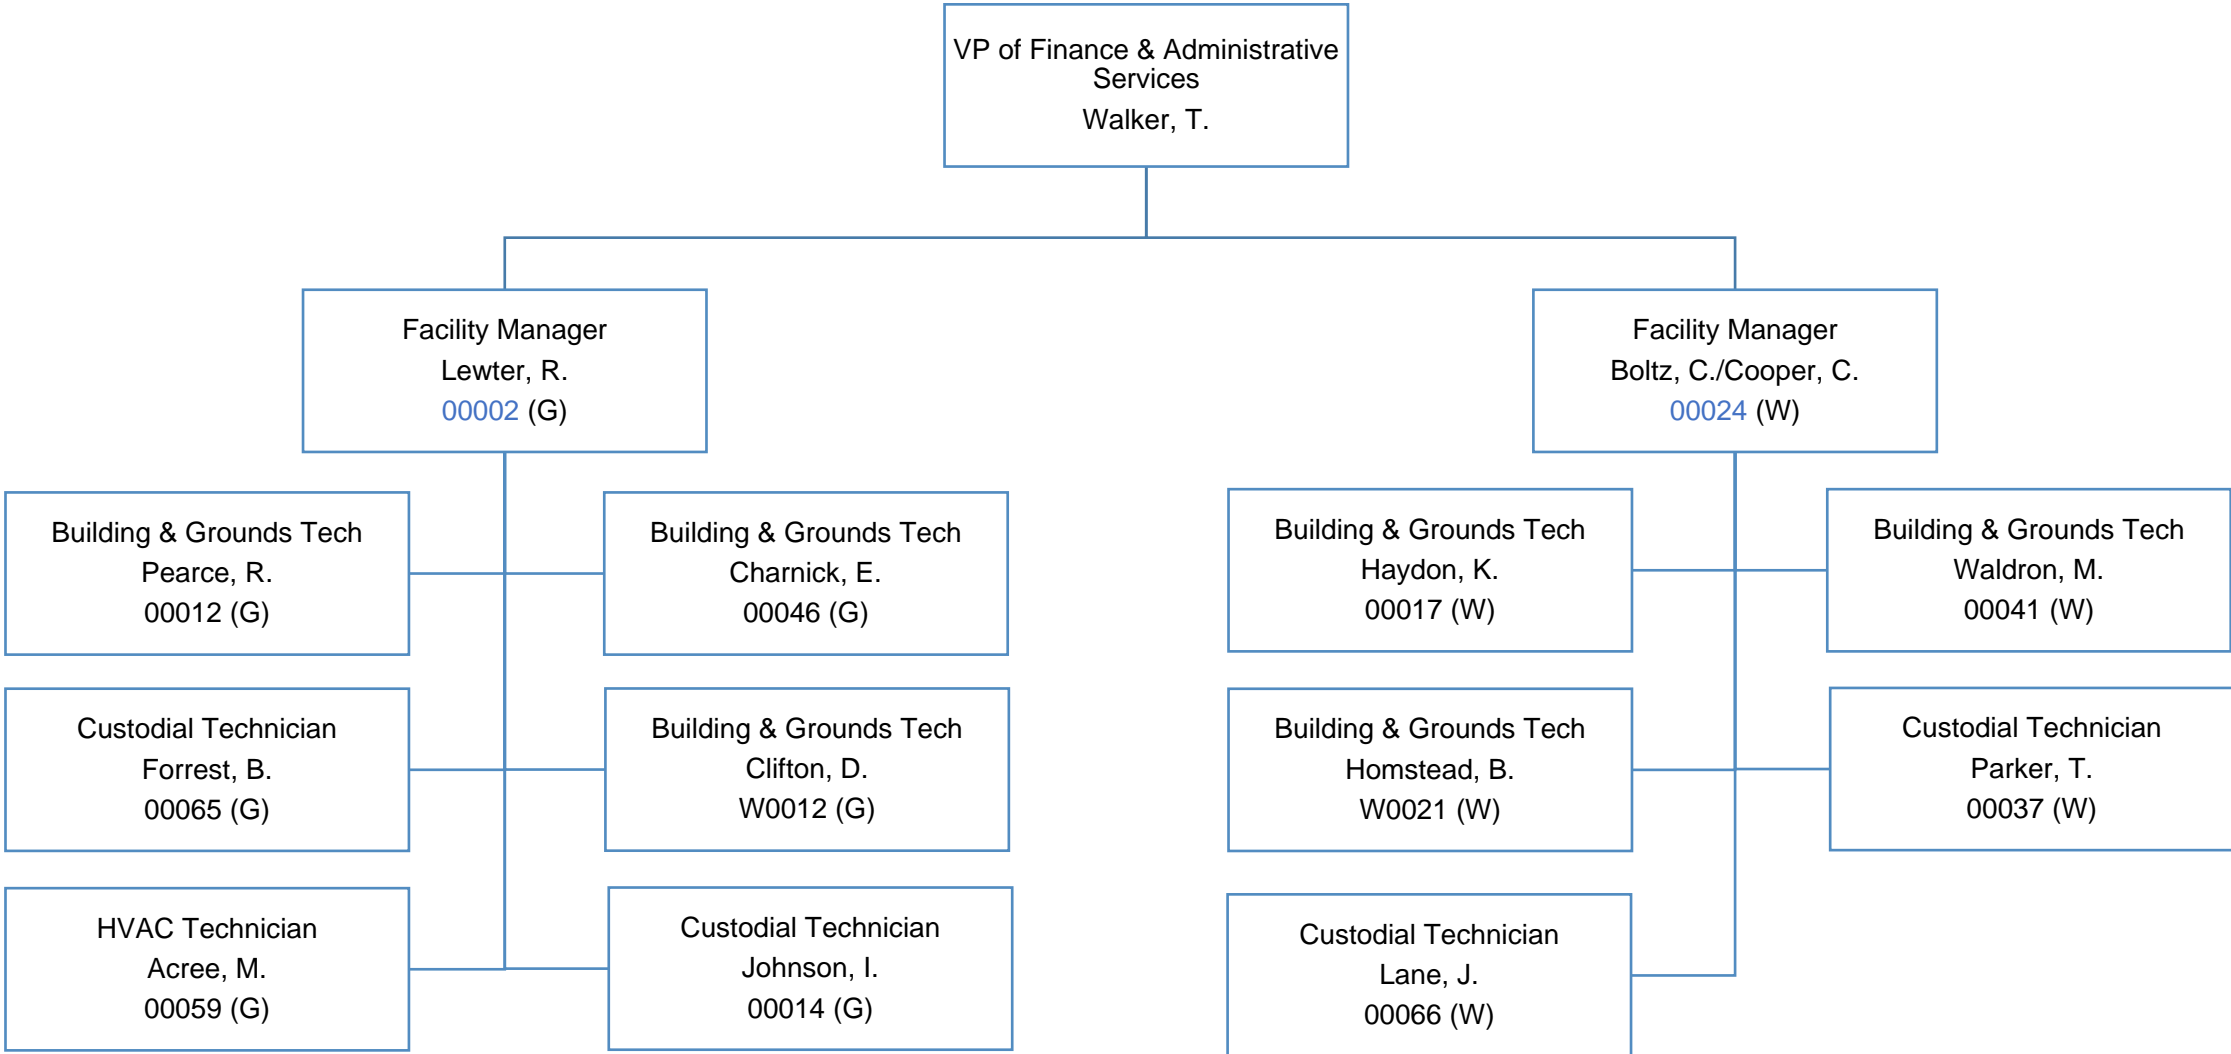 VP of Finance & Administrative
Services
Walker, T.
Facility Manager
Lewter, R.
00002 (G)
Facility Manager
Boltz, C./Cooper, C.
00024 (W)
Building & Grounds Tech
Pearce, R.
00012 (G)
Building & Grounds Tech
Charnick, E.
00046 (G)
Building & Grounds Tech
Haydon, K.
00017 (W)
Building & Grounds Tech
Waldron, M.
00041 (W)
Custodial Technician
Forrest, B.
00065 (G)
Building & Grounds Tech
Clifton, D.
W0012 (G)
Building & Grounds Tech
Homstead, B.
W0021 (W)
Custodial Technician
Parker, T.
00037 (W)
HVAC Technician
Acree, M.
00059 (G)
Custodial Technician
Johnson, I.
00014 (G)
Custodial Technician
Lane, J.
00066 (W)